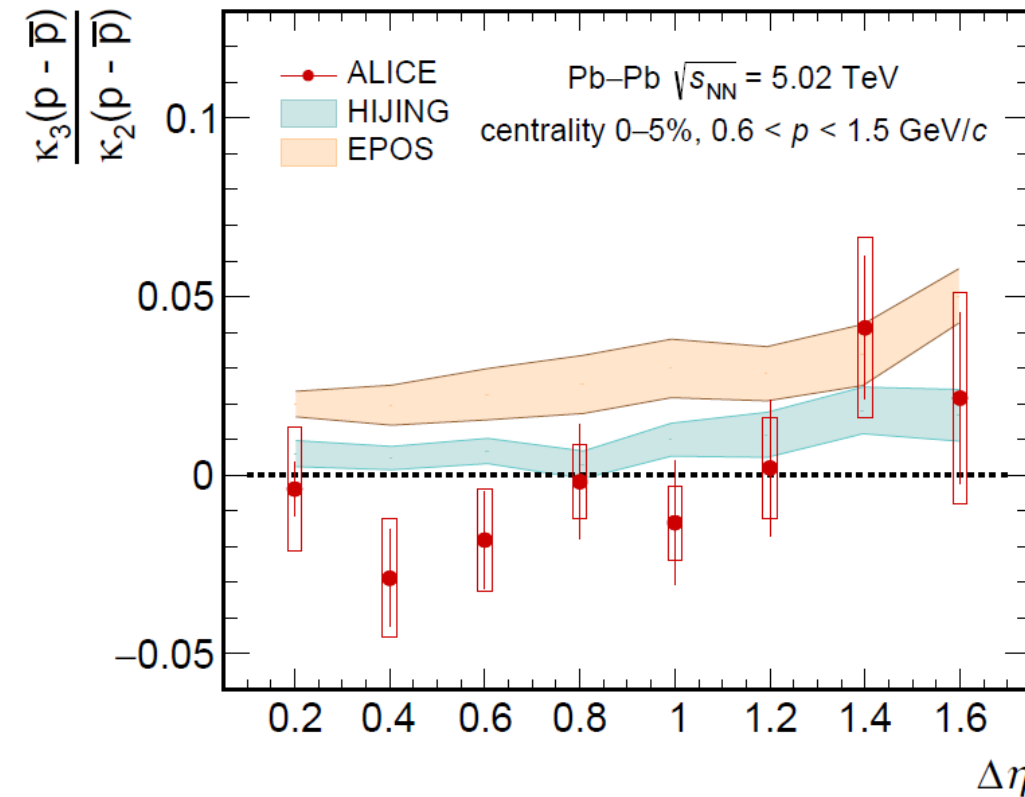 κ₃(p - p̅)
κ₂(p - p̅)
ALICE
HIJING
EPOS
Pb–Pb √sNN = 5.02 TeV
centrality 0–5%, 0.6 < p < 1.5 GeV/c
0.1
0.05
0
−0.05
0.2 0.4 0.6 0.8 1 1.2 1.4 1.6
Δη